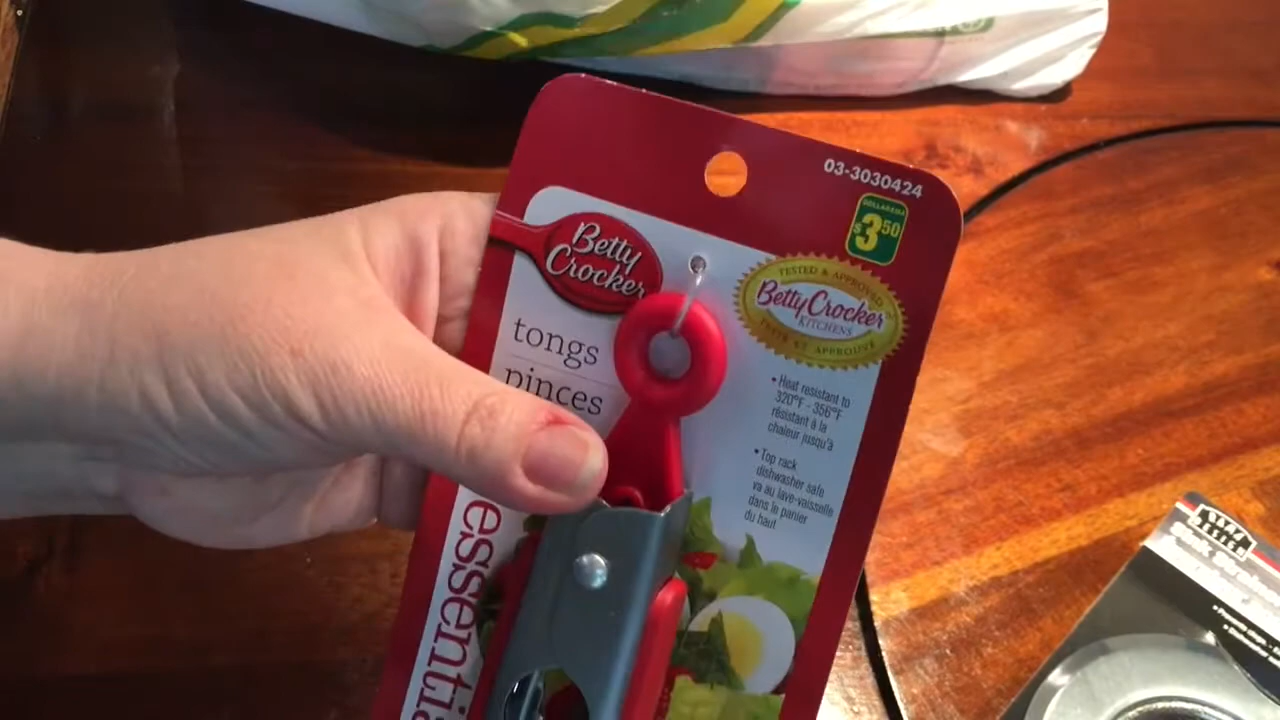 03-3030424
DOLLARAMA
$3.50
Betty
Crocker
TESTED & APPROVED
Betty Crocker
KITCHENS
TESTÉ ET APPROUVÉ
tongs
pinces
• Heat resistant to
320°F - 356°F
résistant à la
chaleur jusqu'à
• Top rack
dishwasher safe
va au lave-vaisselle
dans le panier
du haut
essentia
DESIGN